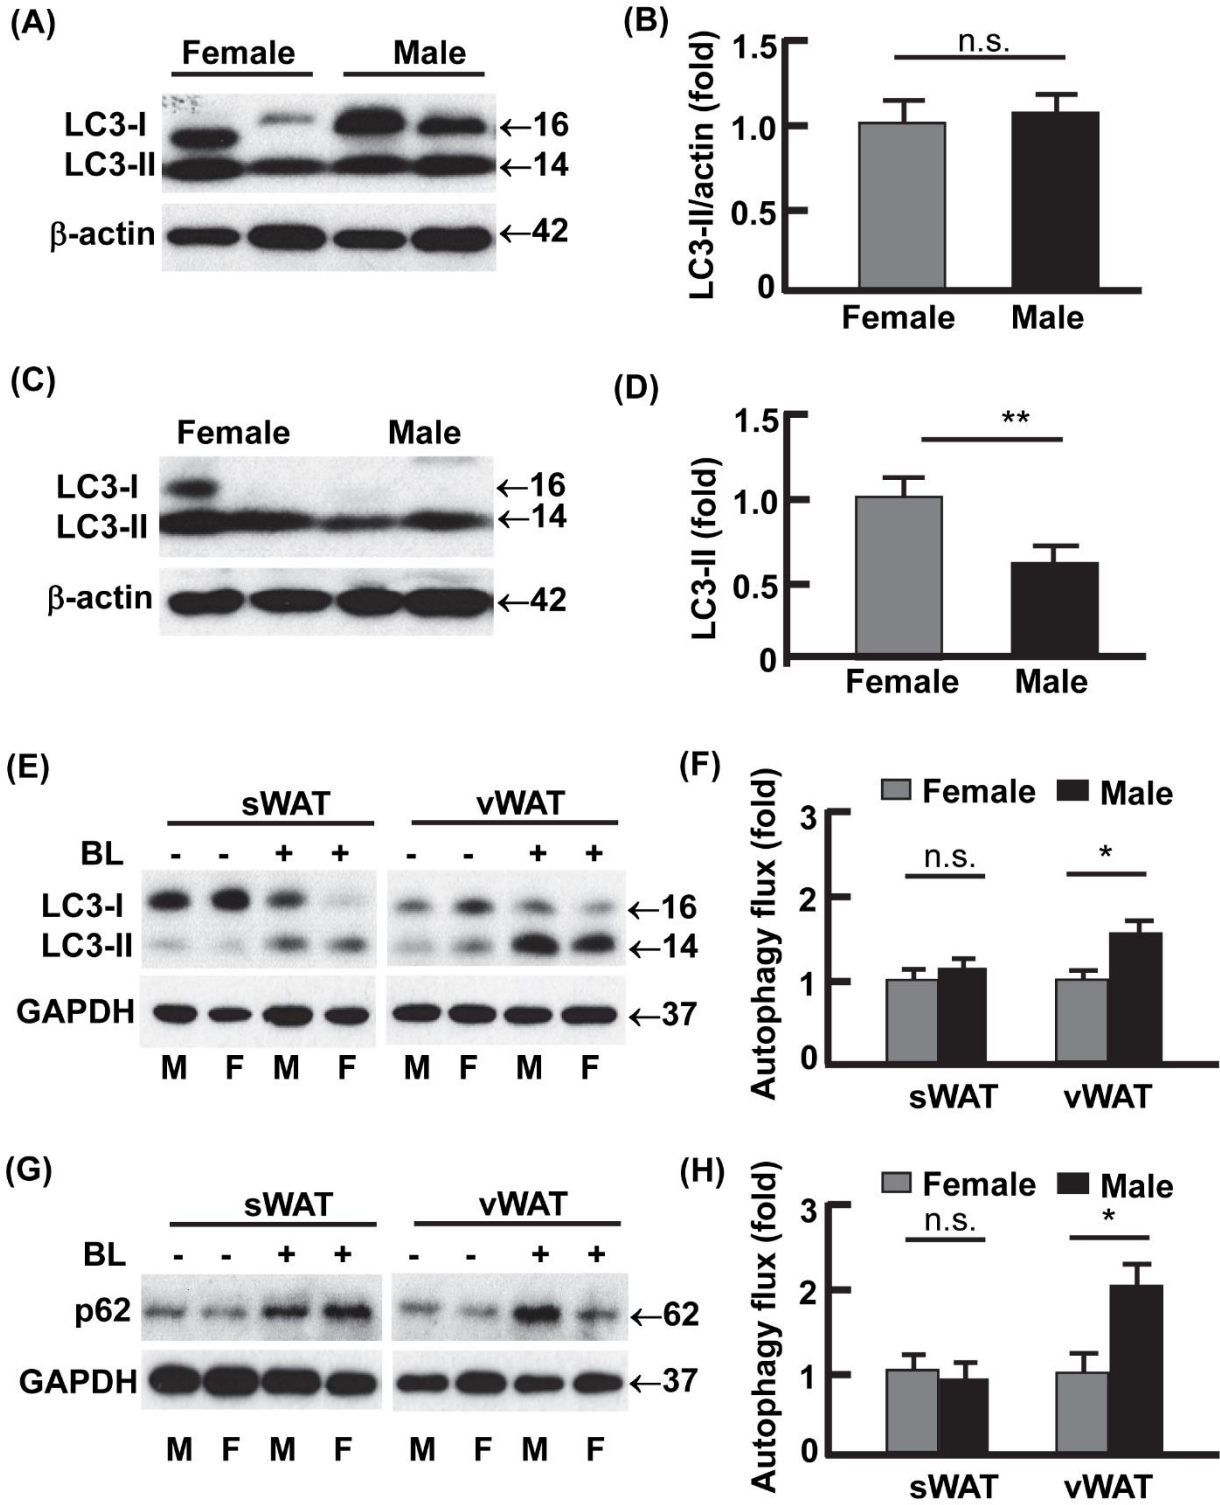 (A)
Female Male
LC3-I ←16
LC3-II ←14
β-actin ←42
(B)
n.s.
LC3-II/actin (fold)
1.5
1.0
0.5
0
Female Male
(C)
Female Male
LC3-I ←16
LC3-II ←14
β-actin ←42
(D)
**
LC3-II (fold)
1.5
1.0
0.5
0
Female Male
(E)
sWAT vWAT
BL - - + + - - + +
LC3-I ←16
LC3-II ←14
GAPDH ←37
M F M F M F M F
(F)
Female Male
n.s. *
Autophagy flux (fold)
3
2
1
0
sWAT vWAT
(G)
sWAT vWAT
BL - - + + - - + +
p62 ←62
GAPDH ←37
M F M F M F M F
(H)
Female Male
n.s. *
Autophagy flux (fold)
3
2
1
0
sWAT vWAT